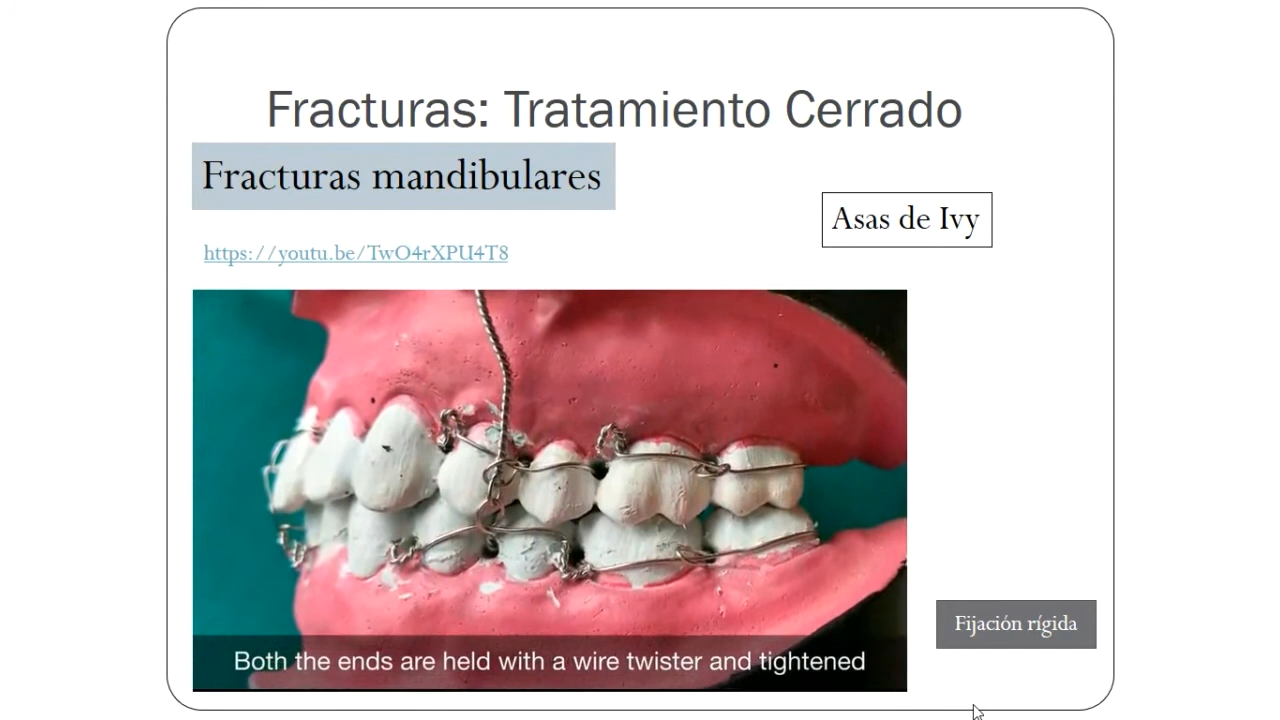 Fracturas: Tratamiento Cerrado
Fracturas mandibulares
Asas de Ivy
https://youtu.be/TwO4rXPU4T8
Fijación rígida
Both the ends are held with a wire twister and tightened